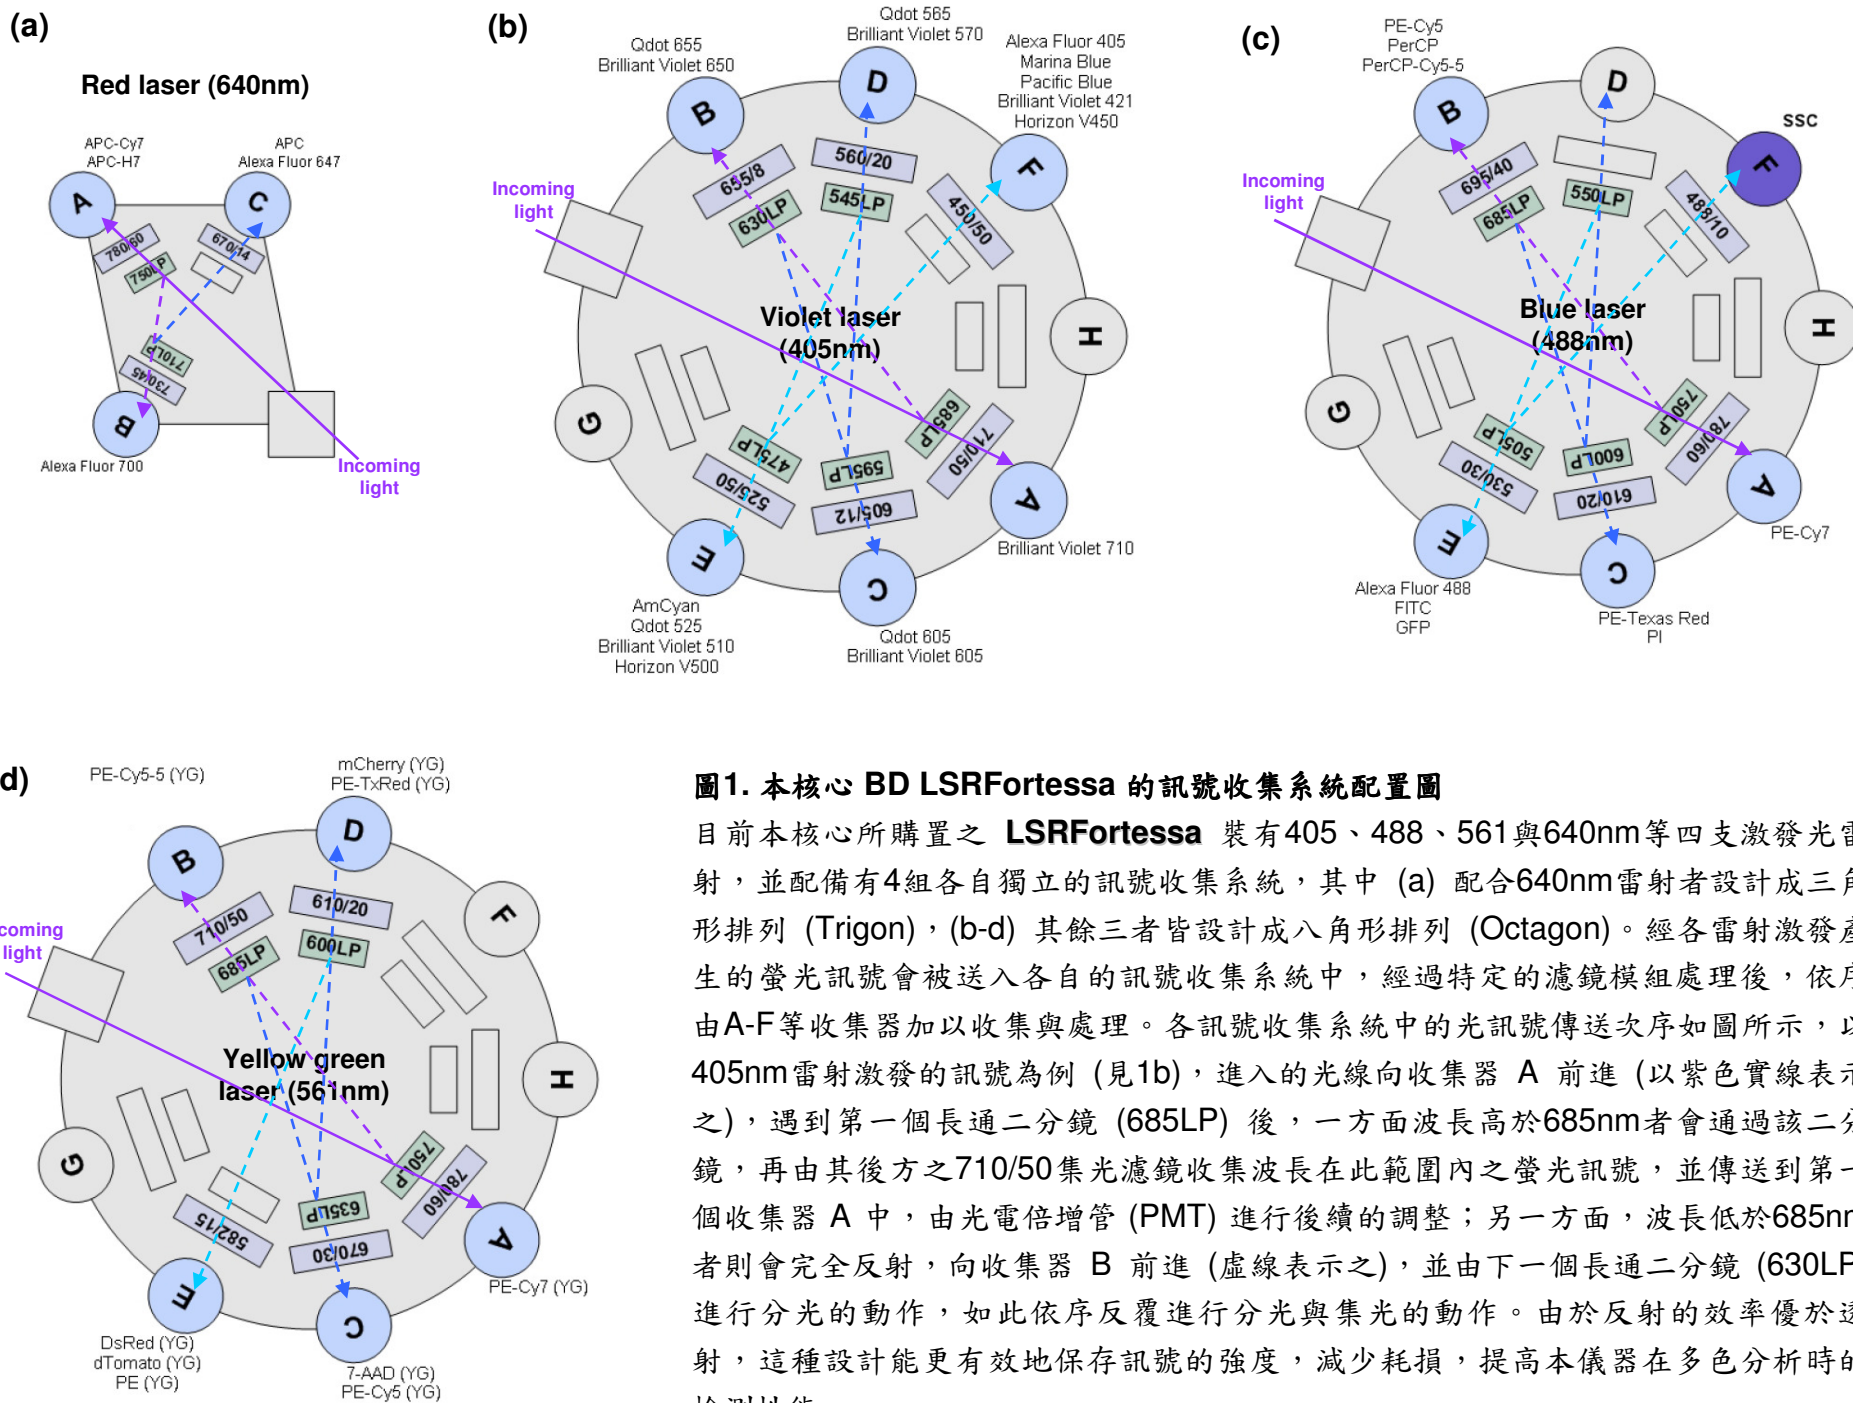 (a)
Red laser (640nm)
APC-Cy7
APC-H7
APC
Alexa Fluor 647
A
C
780/60
750LP
670/14
710LP
730/45
B
Alexa Fluor 700
Incoming
light
(b)
Qdot 655
Brilliant Violet 650
Qdot 565
Brilliant Violet 570
Alexa Fluor 405
Marina Blue
Pacific Blue
Brilliant Violet 421
Horizon V450
B
D
F
655/8
630LP
560/20
545LP
450/50
Incoming
light
Violet laser
(405nm)
H
G
475LP
525/50
595LP
605/12
685LP
710/50
E
C
A
AmCyan
Qdot 525
Brilliant Violet 510
Horizon V500
Qdot 605
Brilliant Violet 605
Brilliant Violet 710
(c)
PE-Cy5
PerCP
PerCP-Cy5-5
B
D
F
SSC
695/40
685LP
550LP
488/10
Incoming
light
Blue laser
(488nm)
H
G
505LP
530/30
600LP
610/20
750LP
780/60
E
C
A
Alexa Fluor 488
FITC
GFP
PE-Texas Red
PI
PE-Cy7
d)
PE-Cy5-5 (YG)
mCherry (YG)
PE-TxRed (YG)
B
D
F
710/50
685LP
610/20
600LP
coming
light
Yellow green
laser (561nm)
H
G
582/15
635LP
670/30
750LP
780/60
E
C
A
DsRed (YG)
dTomato (YG)
PE (YG)
7-AAD (YG)
PE-Cy5 (YG)
PE-Cy7 (YG)
圖1. 本核心 BD LSRFortessa 的訊號收集系統配置圖
目前本核心所購置之 LSRFortessa 裝有405、488、561與640nm等四支激發光雷
射，並配備有4組各自獨立的訊號收集系統，其中 (a) 配合640nm雷射者設計成三角
形排列 (Trigon)，(b-d) 其餘三者皆設計成八角形排列 (Octagon)。經各雷射激發產
生的螢光訊號會被送入各自的訊號收集系統中，經過特定的濾鏡模組處理後，依序
由A-F等收集器加以收集與處理。各訊號收集系統中的光訊號傳送次序如圖所示，以
405nm雷射激發的訊號為例 (見1b)，進入的光線向收集器 A 前進 (以紫色實線表示
之)，遇到第一個長通二分鏡 (685LP) 後，一方面波長高於685nm者會通過該二分
鏡，再由其後方之710/50集光濾鏡收集波長在此範圍內之螢光訊號，並傳送到第一
個收集器 A 中，由光電倍增管 (PMT) 進行後續的調整；另一方面，波長低於685nm
者則會完全反射，向收集器 B 前進 (虛線表示之)，並由下一個長通二分鏡 (630LP
進行分光的動作，如此依序反覆進行分光與集光的動作。由於反射的效率優於透
射，這種設計能更有效地保存訊號的強度，減少耗損，提高本儀器在多色分析時的